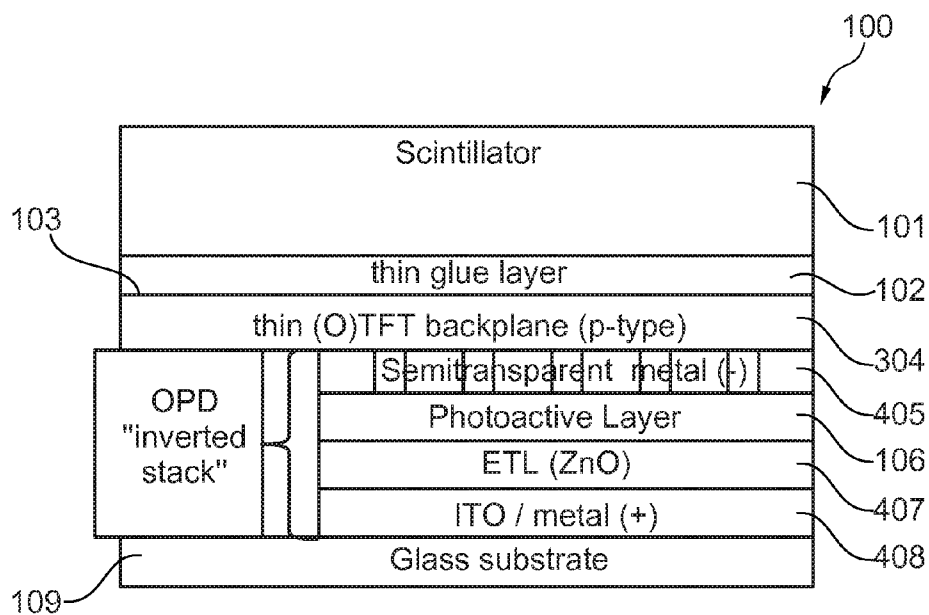 100
Scintillator
103
101
thin glue layer
102
thin (O)TFT backplane (p-type)
304
Semitransparent metal (-)
405
OPD
"inverted
stack"
Photoactive Layer
106
ETL (ZnO)
407
ITO / metal (+)
408
Glass substrate
109